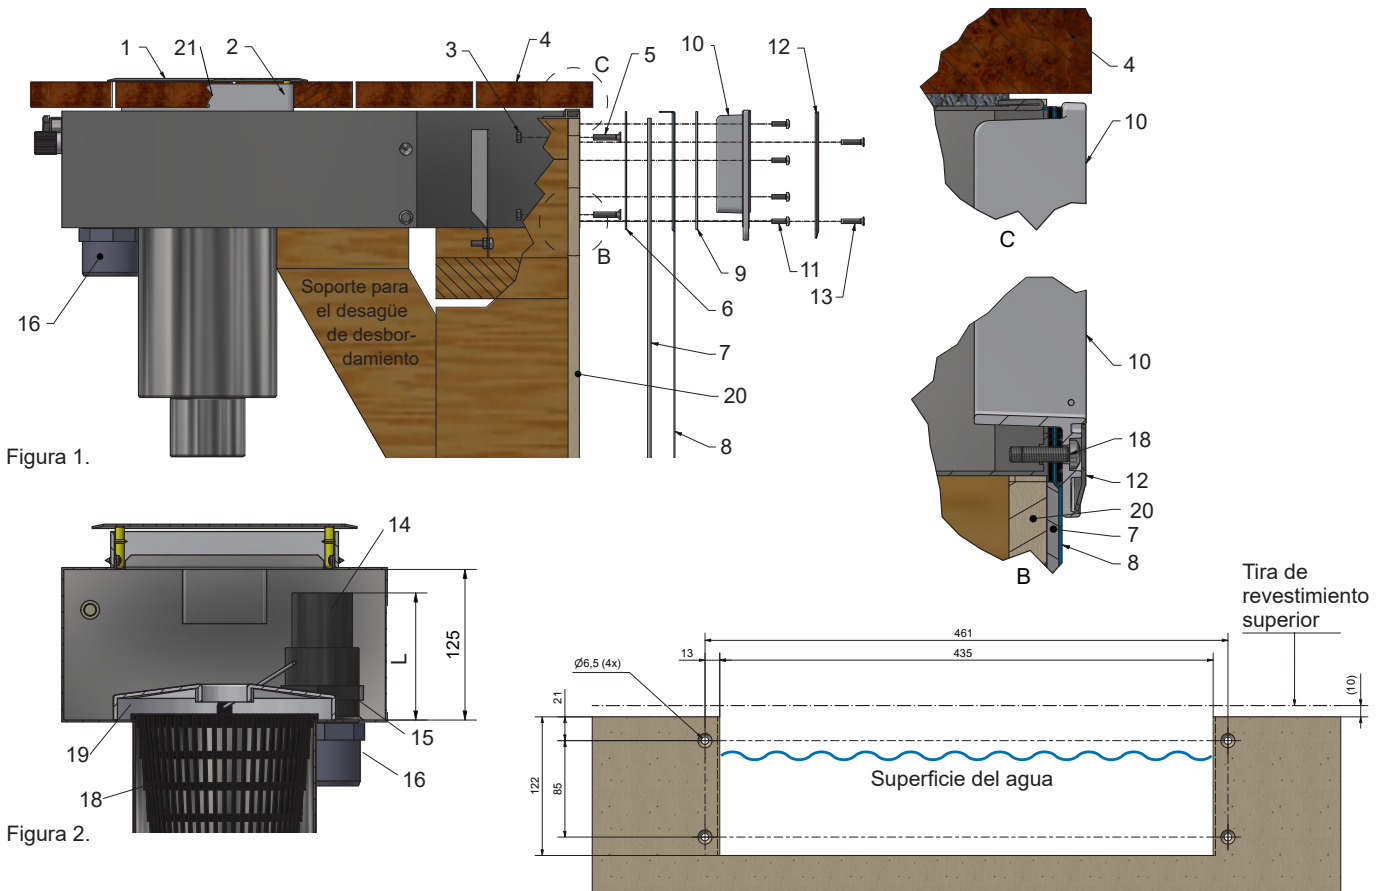 1
21
2
3
4
C
5
10
12
4
10
C
16
Soporte para
el desagüe
de desbor-
damiento
B
6
9
11
13
7
20
8
Figura 1.
10
18
12
20
7
8
B
14
L
125
19
15
18
16
Figura 2.
Tira de
revestimiento
superior
461
13
435
Ø6,5 (4x)
(10)
21
122
85
Superficie del agua